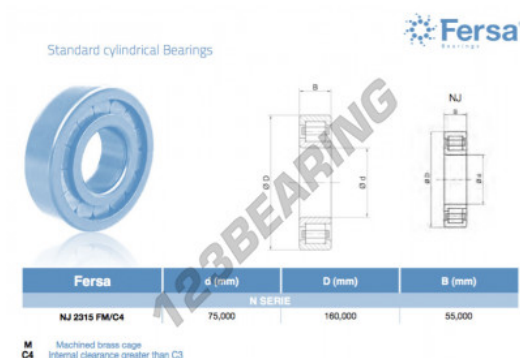 Fersa
Bearings
Standard cylindrical Bearings
B
NJ
B
Ø D
Ø d
Ø D
Ø d
123BEARING
Fersa d (mm) D (mm) B (mm)
N SERIE
NJ 2315 FM/C4 75,000 160,000 55,000
M Machined brass cage
C4 Internal clearance greater than C3